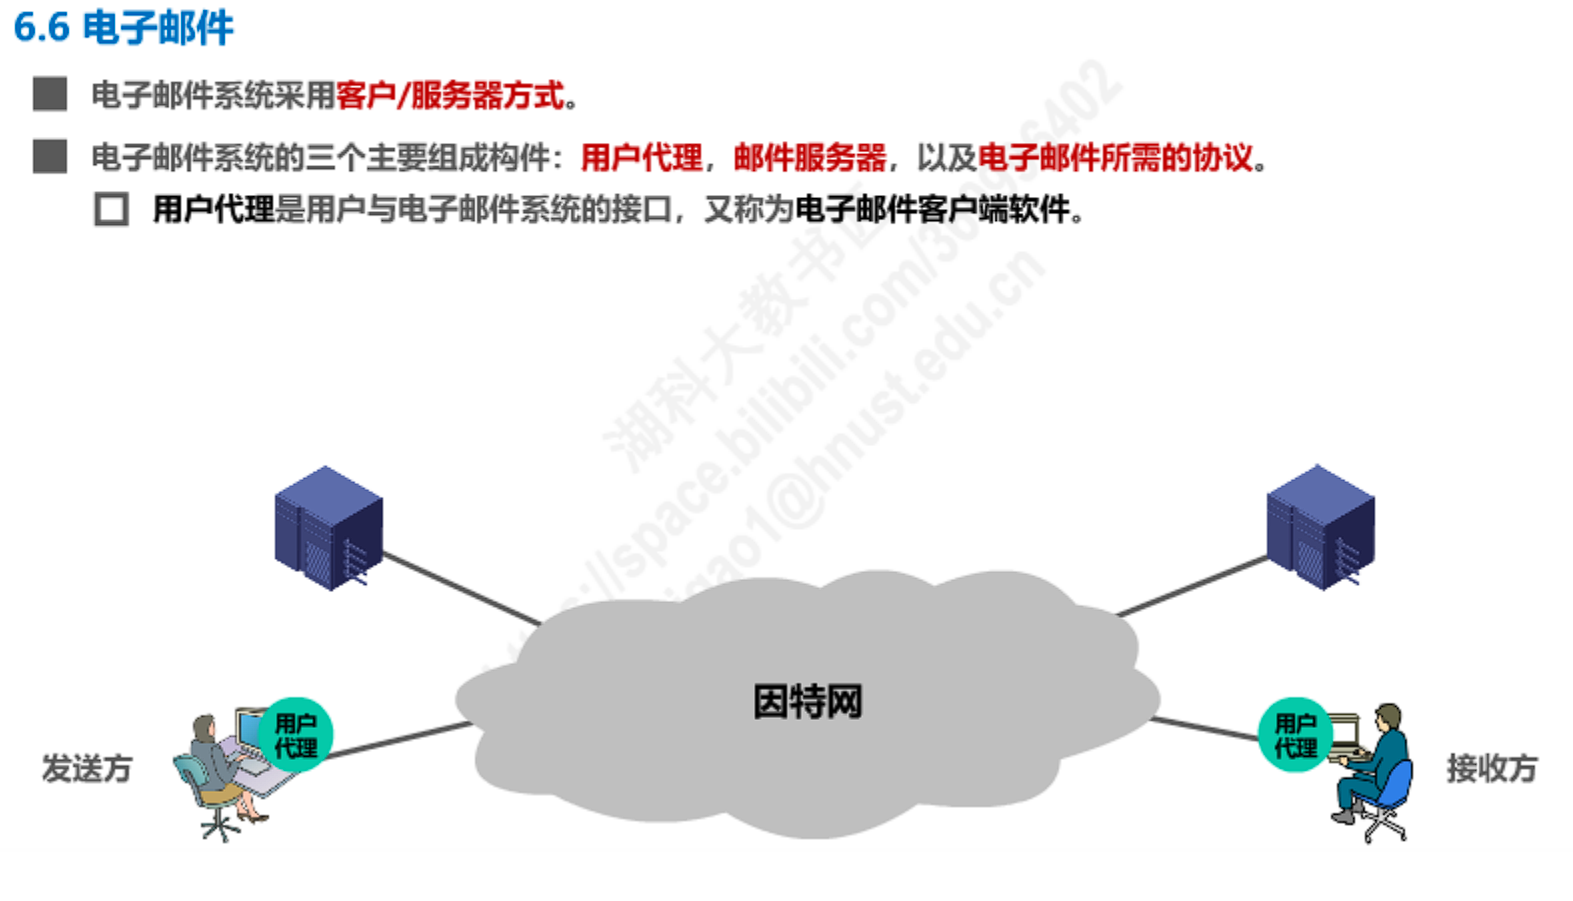 6.6 电子邮件
电子邮件系统采用客户/服务器方式。
电子邮件系统的三个主要组成构件：用户代理，邮件服务器，以及电子邮件所需的协议。
用户代理是用户与电子邮件系统的接口，又称为电子邮件客户端软件。
湖科大教书匠
space.bilibili.com/360996402
gao1@hnust.edu.cn
因特网
用户
代理
用户
代理
发送方
接收方